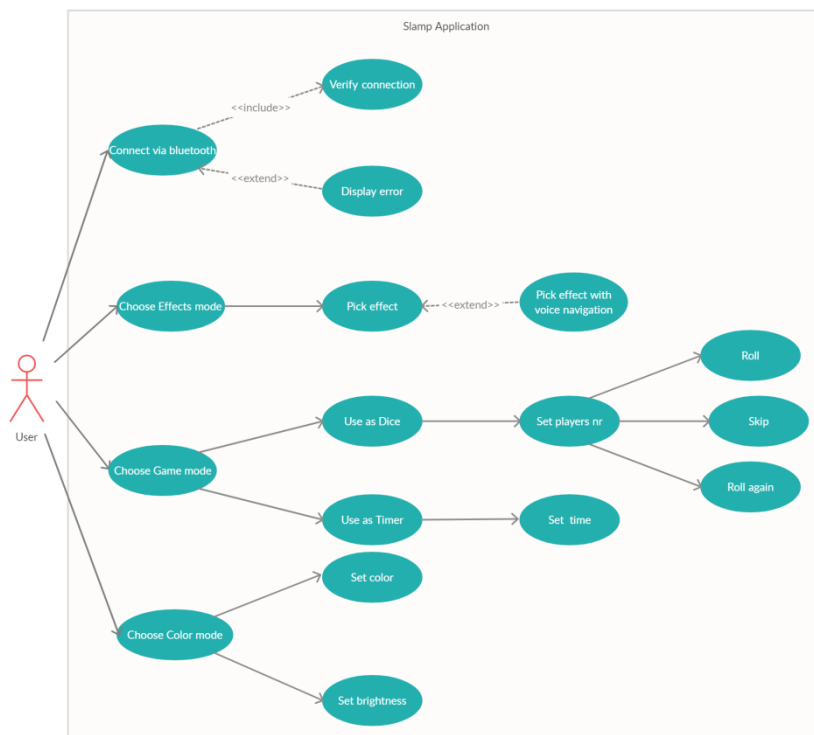 Slamp Application
Verify connection
<<include>>
Connect via bluetooth
<<extend>>
Display error
Choose Effects mode
Pick effect
<<extend>>
Pick effect with
voice navigation
Roll
User
Use as Dice
Set players nr
Skip
Choose Game mode
Roll again
Use as Timer
Set time
Set color
Choose Color mode
Set brightness